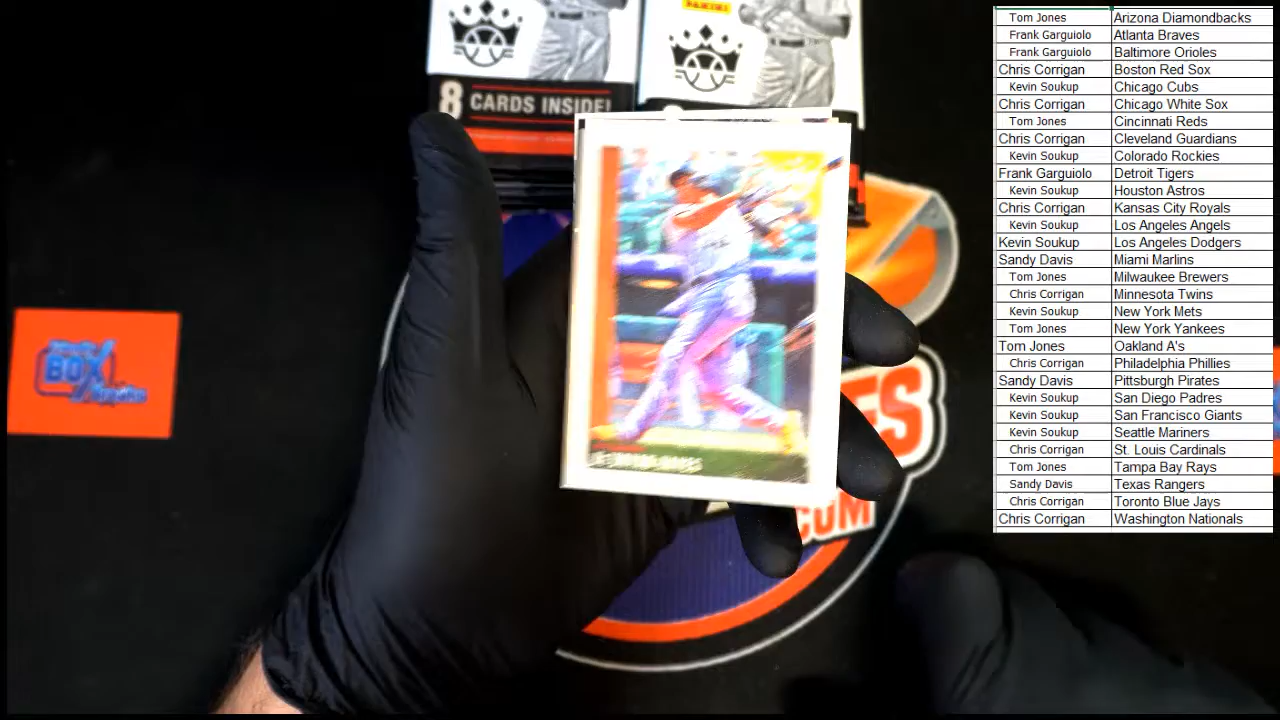 PANINI
8 CARDS INSIDE!
BOX
COM
Tom Jones Arizona Diamondbacks
Frank Garguiolo Atlanta Braves
Frank Garguiolo Baltimore Orioles
Chris Corrigan Boston Red Sox
Kevin Soukup Chicago Cubs
Chris Corrigan Chicago White Sox
Tom Jones Cincinnati Reds
Chris Corrigan Cleveland Guardians
Kevin Soukup Colorado Rockies
Frank Garguiolo Detroit Tigers
Kevin Soukup Houston Astros
Chris Corrigan Kansas City Royals
Kevin Soukup Los Angeles Angels
Kevin Soukup Los Angeles Dodgers
Sandy Davis Miami Marlins
Tom Jones Milwaukee Brewers
Chris Corrigan Minnesota Twins
Kevin Soukup New York Mets
Tom Jones New York Yankees
Tom Jones Oakland A's
Chris Corrigan Philadelphia Phillies
Sandy Davis Pittsburgh Pirates
Kevin Soukup San Diego Padres
Kevin Soukup San Francisco Giants
Kevin Soukup Seattle Mariners
Chris Corrigan St. Louis Cardinals
Tom Jones Tampa Bay Rays
Sandy Davis Texas Rangers
Chris Corrigan Toronto Blue Jays
Chris Corrigan Washington Nationals